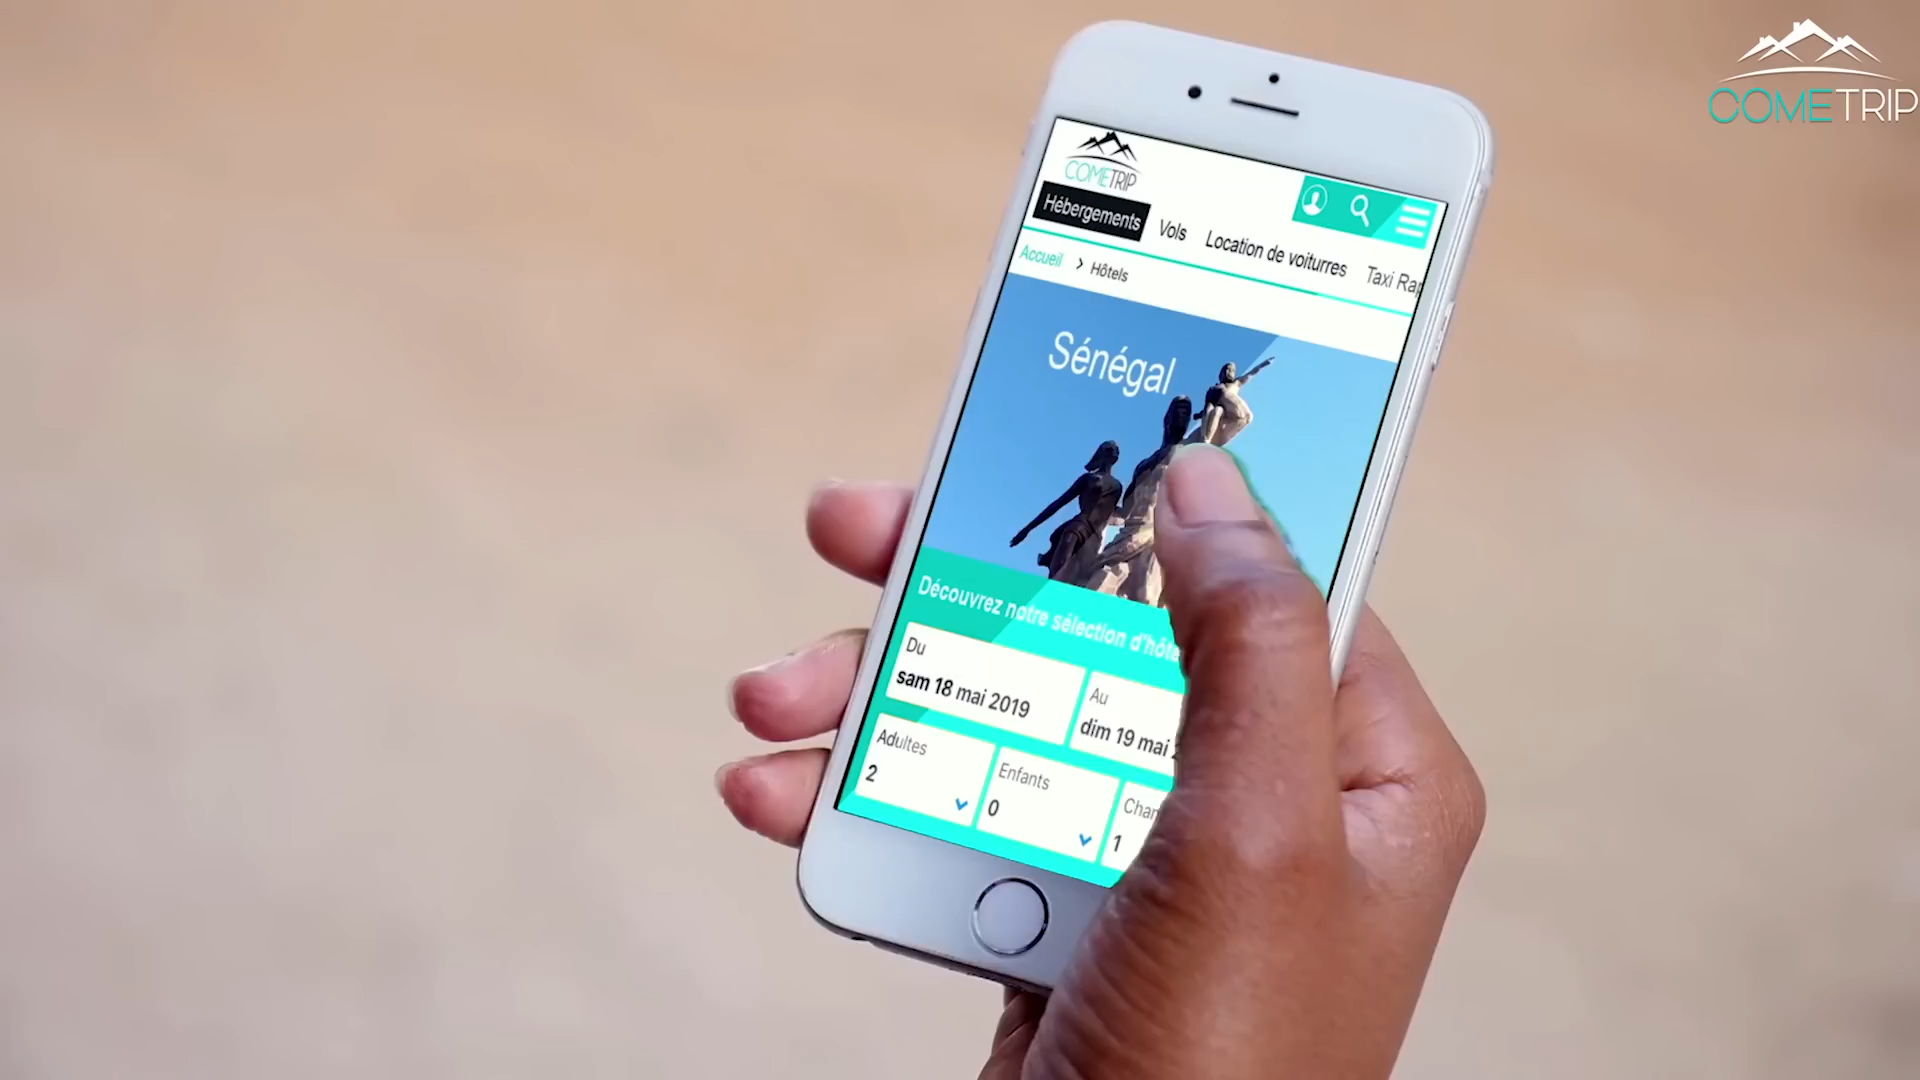 COMETRIP
COMETRIP
Hébergements Vols Location de voiturres Taxi
Accueil > Hôtels
Sénégal
Découvrez notre sélection
Du
sam 18 mai 2019
Au
dim 19 mai
Adultes
2
Enfants
0
1